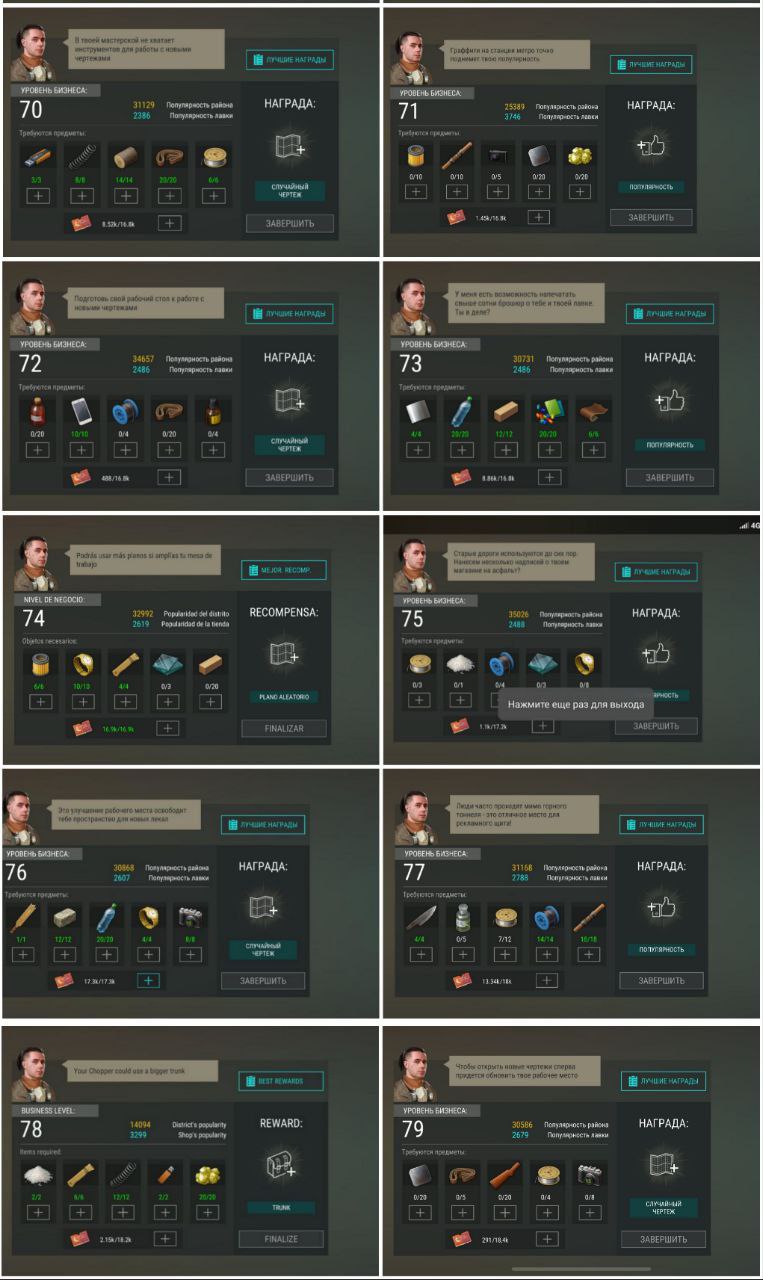 В твоей мастерской не хватает
инструментов для работы с новыми
чертежами
ЛУЧШИЕ НАГРАДЫ
УРОВЕНЬ БИЗНЕСА:
70
31129 Популярность района
2386 Популярность лавки
Требуются предметы:
3/3 8/8 14/14 20/20 6/6
8.52k/16.8k
НАГРАДА:
СЛУЧАЙНЫЙ
ЧЕРТЕЖ
ЗАВЕРШИТЬ
Граффити на станции метро точно
поднимет твою популярность
ЛУЧШИЕ НАГРАДЫ
УРОВЕНЬ БИЗНЕСА:
71
25389 Популярность района
3746 Популярность лавки
Требуются предметы:
0/10 0/10 0/5 0/20 0/20
1.45k/16.8k
НАГРАДА:
ПОПУЛЯРНОСТЬ
ЗАВЕРШИТЬ
Подготовь свой рабочий стол к работе с
новыми чертежами
ЛУЧШИЕ НАГРАДЫ
УРОВЕНЬ БИЗНЕСА:
72
34657 Популярность района
2486 Популярность лавки
Требуются предметы:
0/20 10/10 0/4 0/20 0/4
488/16.8k
НАГРАДА:
СЛУЧАЙНЫЙ
ЧЕРТЕЖ
ЗАВЕРШИТЬ
У меня есть возможность напечатать
свыше сотни брошюр о тебе и твоей лавке.
Ты в деле?
ЛУЧШИЕ НАГРАДЫ
УРОВЕНЬ БИЗНЕСА:
73
30731 Популярность района
2486 Популярность лавки
Требуются предметы:
4/4 20/20 12/12 20/20 6/6
8.86k/16.8k
НАГРАДА:
ПОПУЛЯРНОСТЬ
ЗАВЕРШИТЬ
Podrás usar más planos si amplías tu mesa de
trabajo
MEJOR. RECOMP.
NIVEL DE NEGOCIO:
74
32992 Popularidad del distrito
2619 Popularidad de la tienda
Objetos necesarios:
6/6 10/10 4/4 0/3 0/20
16.9k/16.9k
RECOMPENSA:
PLANO ALEATORIO
FINALIZAR
4G
Старые дороги используются до сих пор.
Нанесем несколько надписей о твоем
магазине на асфальт?
ЛУЧШИЕ НАГРАДЫ
УРОВЕНЬ БИЗНЕСА:
75
35026 Популярность района
2488 Популярность лавки
Требуются предметы:
0/3 0/1 0/4 0/3 0/8
1.1k/17.2k
НАГРАДА:
Нажмите еще раз для выхода
ЗАВЕРШИТЬ
Это улучшение рабочего места освободит
тебе пространство для новых лекал
ЛУЧШИЕ НАГРАДЫ
УРОВЕНЬ БИЗНЕСА:
76
30868 Популярность района
2607 Популярность лавки
Требуются предметы:
1/1 12/12 20/20 4/4 8/8
17.3k/17.3k
НАГРАДА:
СЛУЧАЙНЫЙ
ЧЕРТЕЖ
ЗАВЕРШИТЬ
Люди часто проходят мимо горного
тоннеля - это отличное место для
рекламного щита!
ЛУЧШИЕ НАГРАДЫ
УРОВЕНЬ БИЗНЕСА:
77
31168 Популярность района
2788 Популярность лавки
Требуются предметы:
4/4 0/5 7/12 14/14 16/16
13.34k/18k
НАГРАДА:
ПОПУЛЯРНОСТЬ
ЗАВЕРШИТЬ
Your Chopper could use a bigger trunk
BEST REWARDS
BUSINESS LEVEL:
78
14094 District's popularity
3299 Shop's popularity
Items required:
2/2 6/6 12/12 2/2 20/20
2.15k/18.2k
REWARD:
TRUNK
FINALIZE
Чтобы открыть новые чертежи сперва
придется обновить твое рабочее место
ЛУЧШИЕ НАГРАДЫ
УРОВЕНЬ БИЗНЕСА:
79
30586 Популярность района
2679 Популярность лавки
Требуются предметы:
0/20 0/5 0/20 0/4 0/8
291/18.4k
НАГРАДА:
СЛУЧАЙНЫЙ
ЧЕРТЕЖ
ЗАВЕРШИТЬ